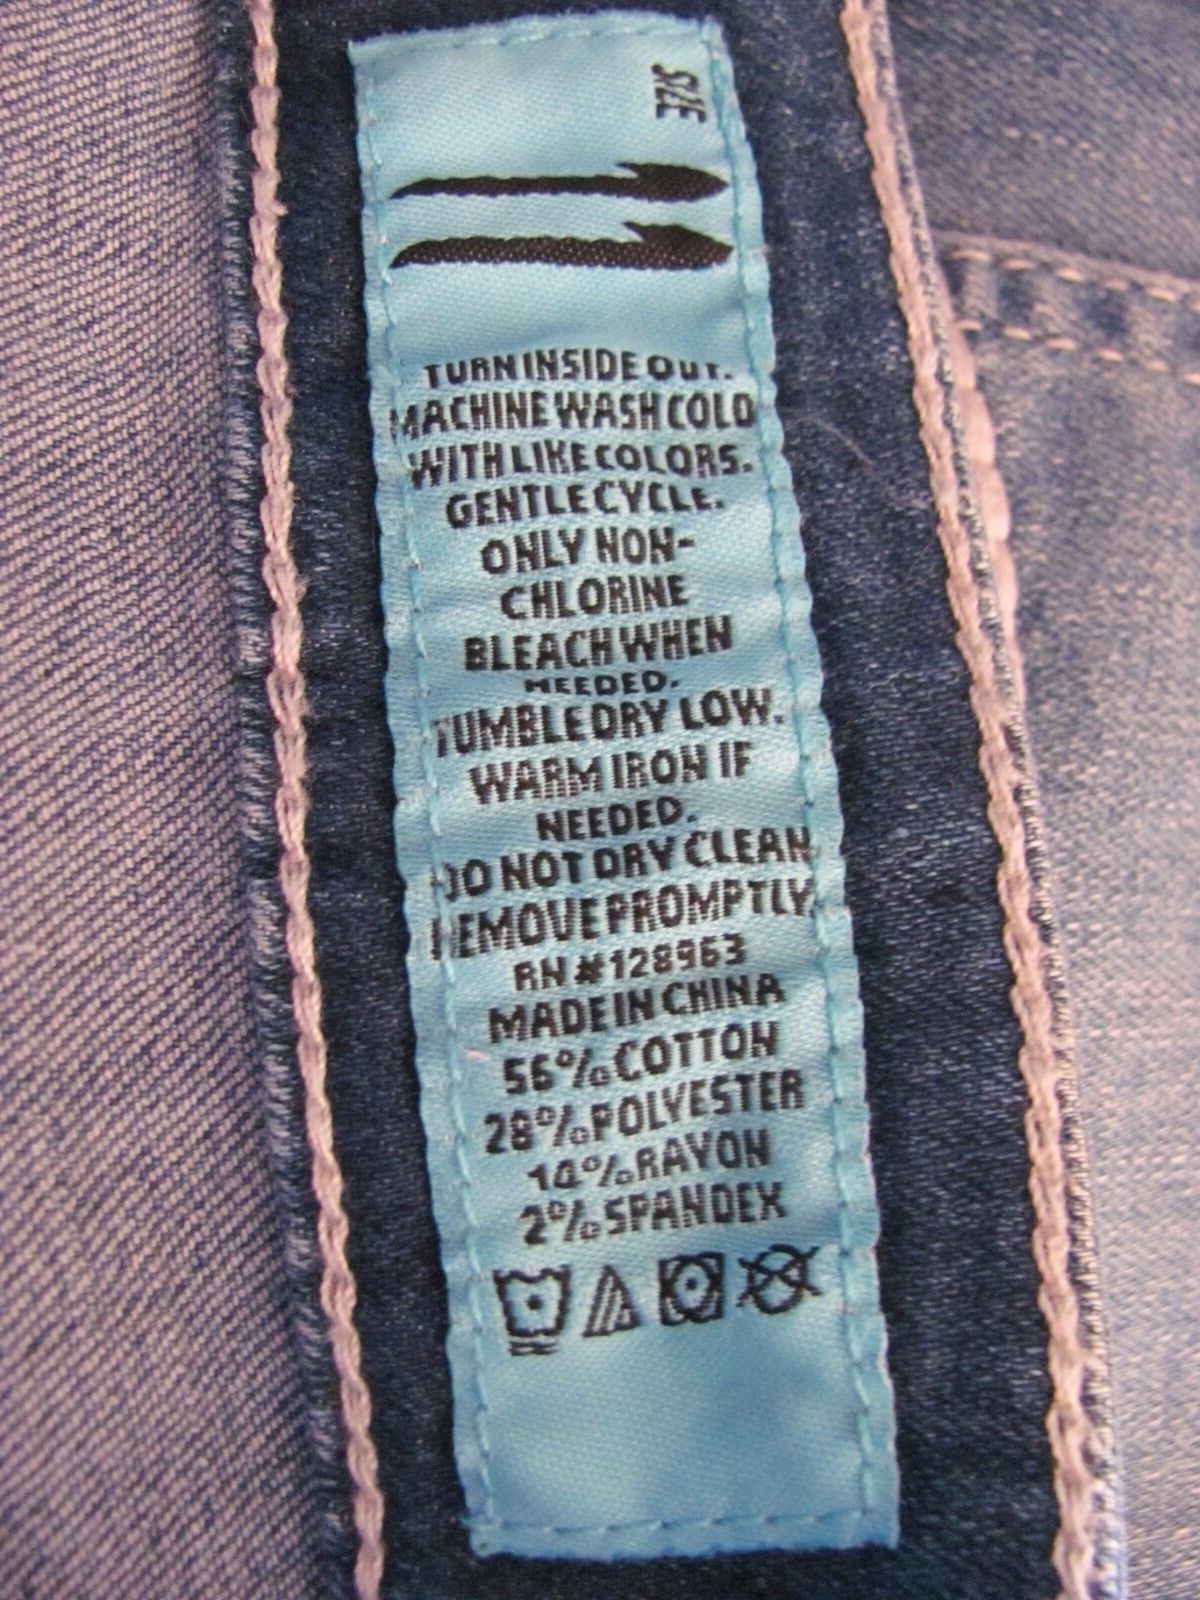 SIZE
11
TURN INSIDE OUT.
MACHINE WASH COLD
WITH LIKE COLORS.
GENTLE CYCLE.
ONLY NON-
CHLORINE
BLEACH WHEN
NEEDED.
TUMBLE DRY LOW.
WARM IRON IF
NEEDED.
DO NOT DRY CLEAN
REMOVE PROMPTLY
RN#128963
MADE IN CHINA
56% COTTON
28% POLYESTER
14% RAYON
2% SPANDEX